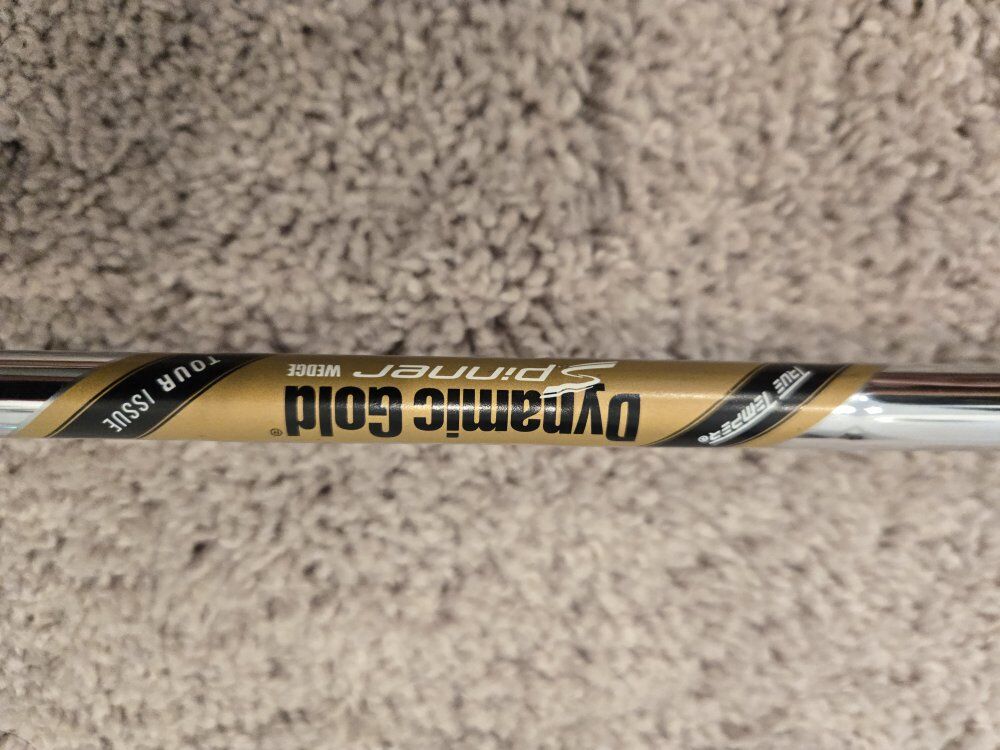 TRUE TEMPER®
Dynamic Gold®
Spinner WEDGE
TOUR ISSUE